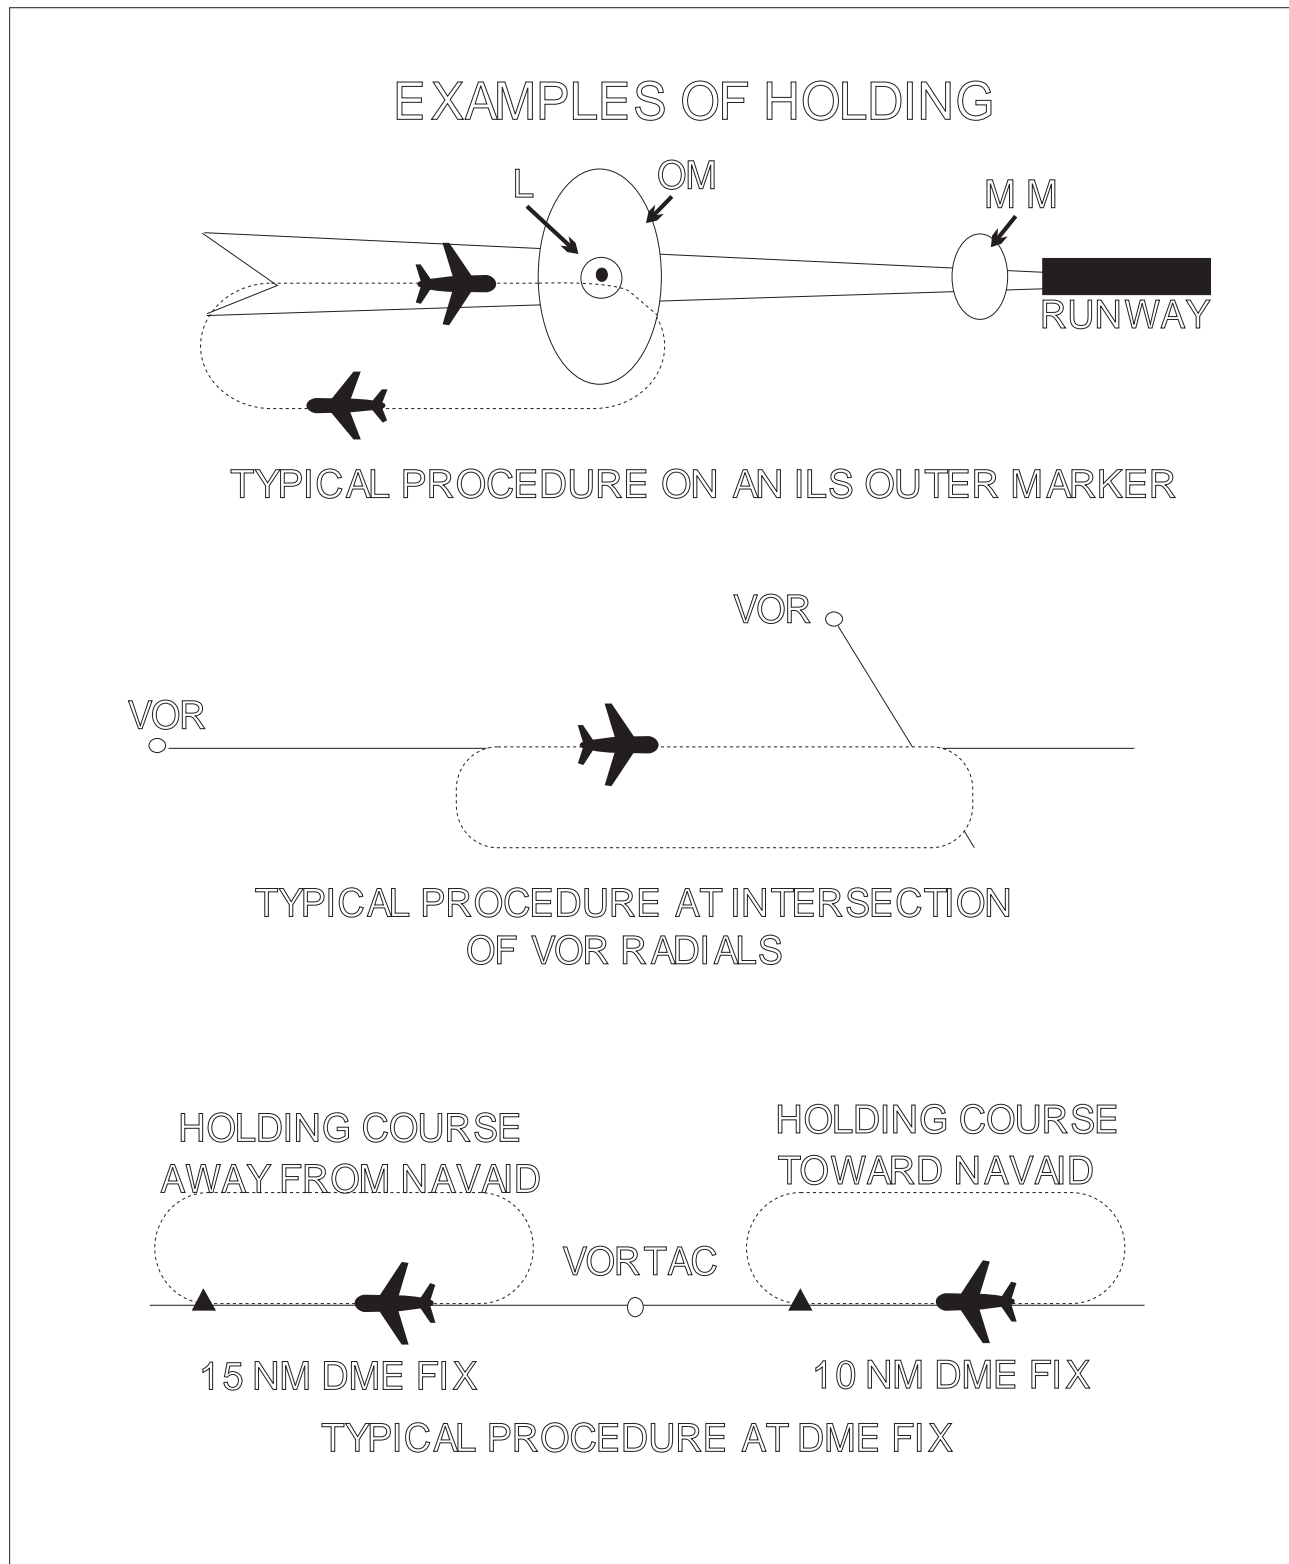 EXAMPLES OF HOLDING
L
OM
MM
RUNWAY
TYPICAL PROCEDURE ON AN ILS OUTER MARKER
VOR
VOR
TYPICAL PROCEDURE AT INTERSECTION
OF VOR RADIALS
HOLDING COURSE
AWAY FROM NAVAID
HOLDING COURSE
TOWARD NAVAID
VORTAC
15 NM DME FIX
10 NM DME FIX
TYPICAL PROCEDURE AT DME FIX